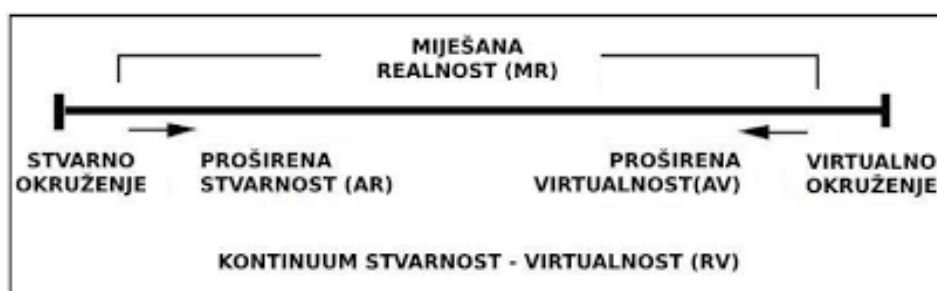 MIJEŠANA
REALNOST (MR)
STVARNO
OKRUŽENJE
PROŠIRENA
STVARNOST (AR)
PROŠIRENA
VIRTUALNOST(AV)
VIRTUALNO
OKRUŽENJE
KONTINUUM STVARNOST - VIRTUALNOST (RV)